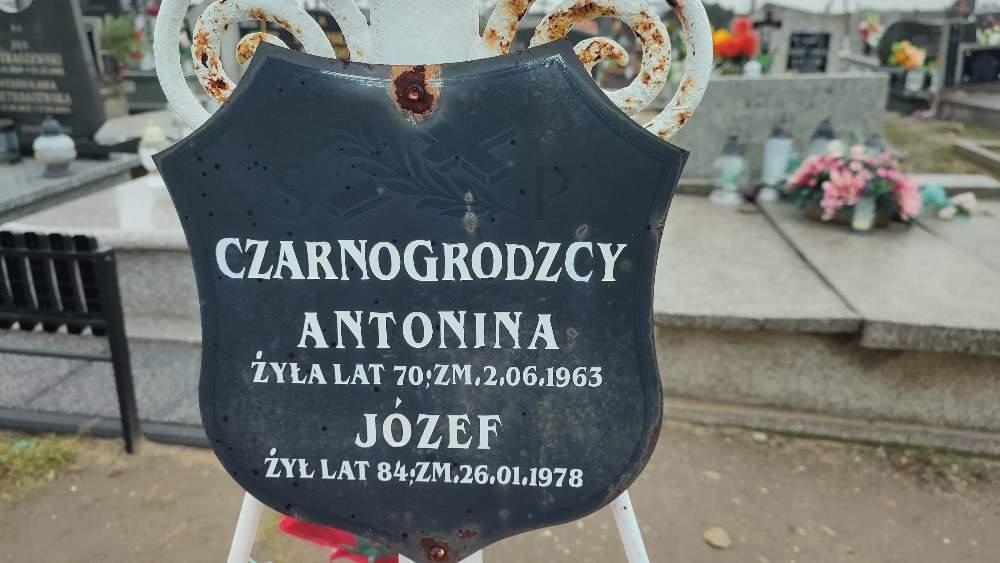 S P
CZARNOGRODZCY
ANTONINA
ŻYŁA LAT 70;ZM.2.06.1963
JÓZEF
ŻYŁ LAT 84;ZM.26.01.1978